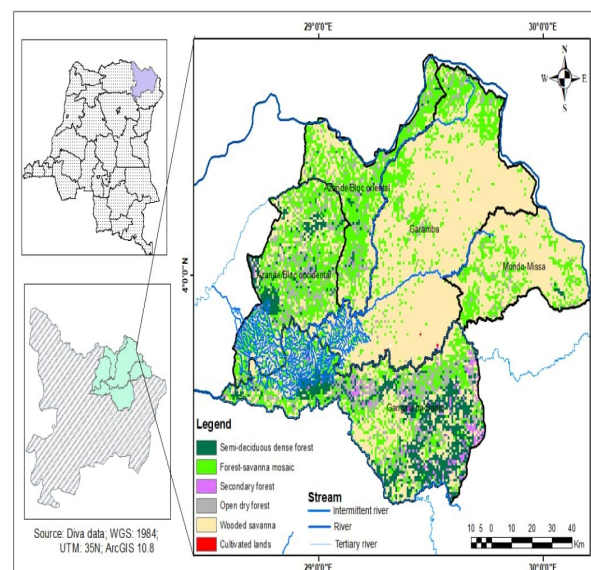 29°0'0"E
30°0'0"E
N
W
E
S
Azande/Bloc oriental
Garamba
Azande/Bloc occidental
Mondo-Missa
4°0'0"N
Legend
Semi-deciduous dense forest
Forest-savanna mosaic
Secondary forest
Open dry forest
Wooded savanna
Cultivated lands
Stream
Intermittent river
River
Tertiary river
10 5 0 10 20 30 40
Km
Source: Diva data; WGS: 1984;
UTM: 35N; ArcGIS 10.8
29°0'0"E
30°0'0"E